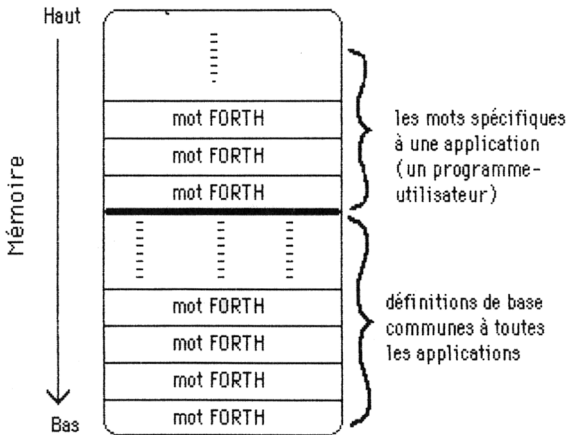 Haut
Mémoire
Bas
mot FORTH
mot FORTH
mot FORTH
mot FORTH
mot FORTH
mot FORTH
mot FORTH
les mots spécifiques
à une application
(un programme-
utilisateur)
définitions de base
communes à toutes
les applications